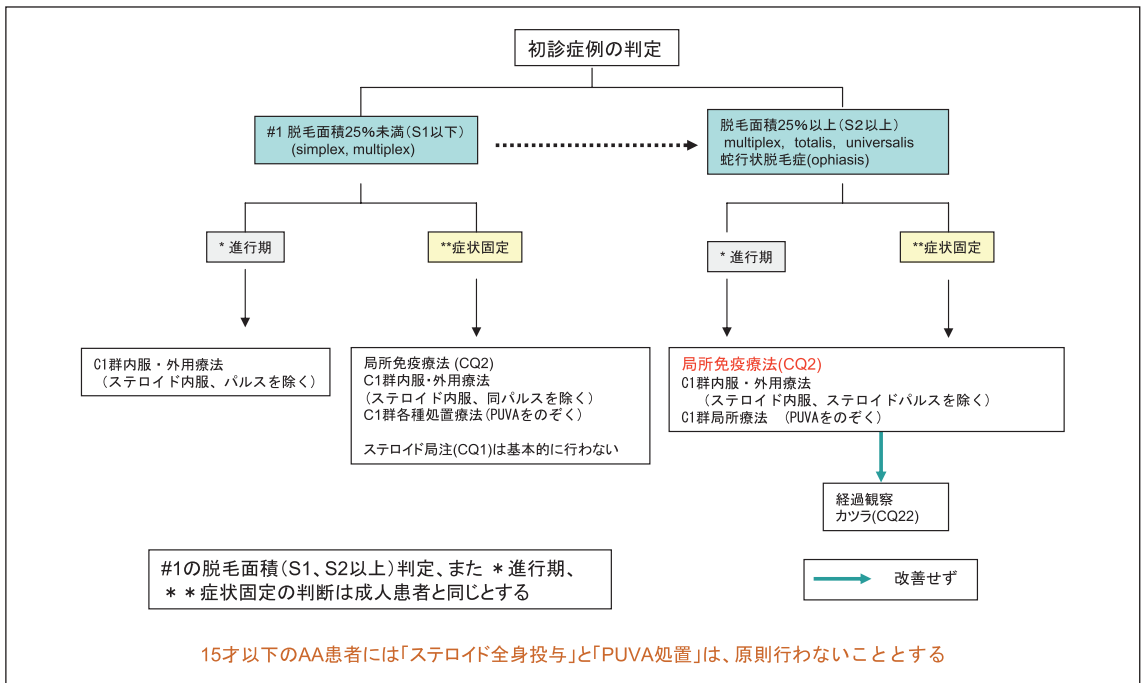 初診症例の判定
#1 脱毛面積25%未満(S1以下)
(simplex, multiplex)
脱毛面積25%以上(S2以上)
multiplex, totalis, universalis
蛇行状脱毛症(ophiasis)
* 進行期
**症状固定
* 進行期
**症状固定
C1群内服・外用療法
(ステロイド内服、パルスを除く)
局所免疫療法 (CQ2)
C1群内服・外用療法
(ステロイド内服、同パルスを除く)
C1群各種処置療法(PUVAをのぞく)
ステロイド局注(CQ1)は基本的に行わない
局所免疫療法(CQ2)
C1群内服・外用療法
(ステロイド内服、ステロイドパルスを除く)
C1群局所療法 (PUVAをのぞく)
経過観察
カツラ(CQ22)
#1の脱毛面積(S1、S2以上)判定、また *進行期、
**症状固定の判断は成人患者と同じとする
改善せず
15才以下のAA患者には「ステロイド全身投与」と「PUVA処置」は、原則行わないこととする